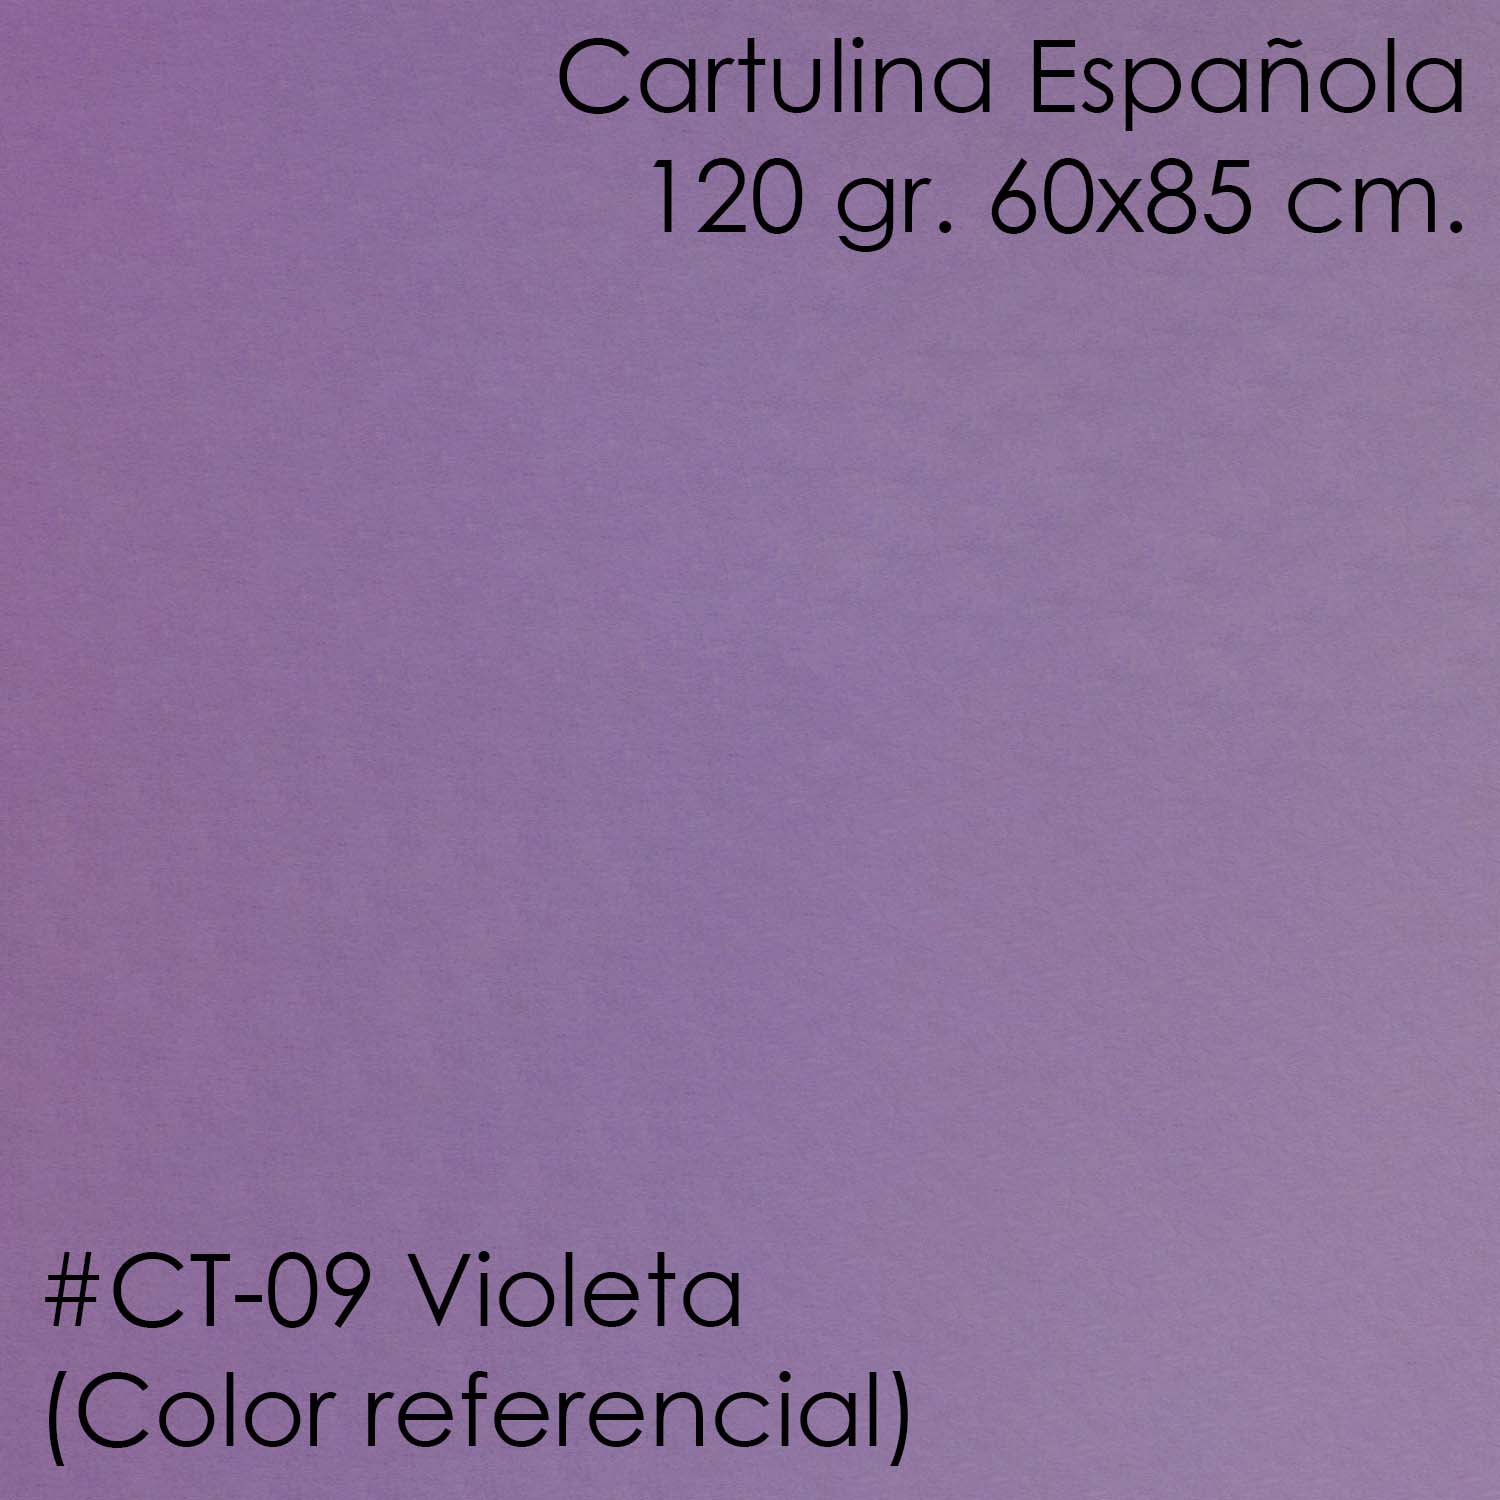 Cartulina Española
120 gr. 60x85 cm.
#CT-09 Violeta
(Color referencial)